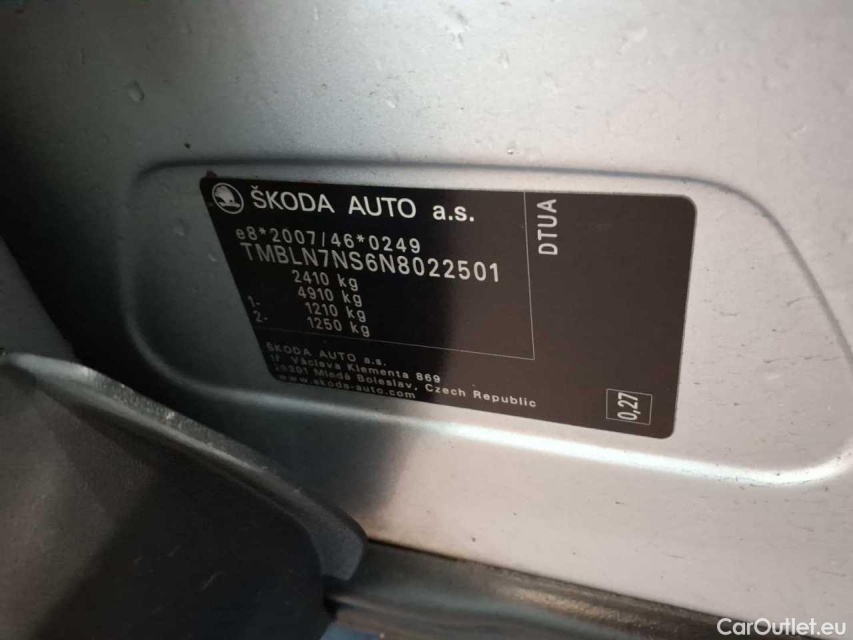 ŠKODA AUTO a.s.
e8*2007/46*0249
TMBLN7NS6N8022501
2410 kg
4910 kg
1- 1210 kg
2- 1250 kg
ŠKODA AUTO a.s.
tř. Václava Klementa 869
29301 Mladá Boleslav, Czech Republic
www.skoda-auto.com
DTUA
0,27
CarOutlet.eu